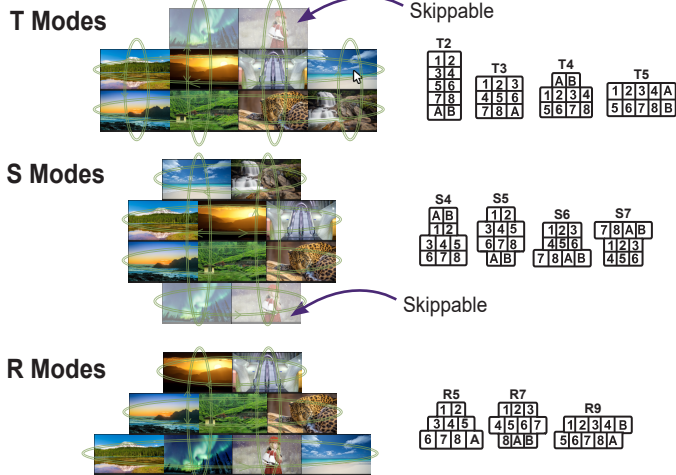 T Modes
Skippable
T2
1 2
3 4
5 6
7 8
A B
T3
1 2 3
4 5 6
7 8 A
T4
A B
1 2 3 4
5 6 7 8
T5
1 2 3 4 A
5 6 7 8 B
S Modes
Skippable
S4
A B
1 2
3 4 5
6 7 8
S5
1 2
3 4 5
6 7 8
A B
S6
1 2 3
4 5 6
7 8 A B
S7
7 8 A B
1 2 3
4 5 6
R Modes
R5
1 2
3 4 5
6 7 8 A
R7
1 2 3
4 5 6 7
8 A B
R9
1 2 3 4 B
5 6 7 8 A